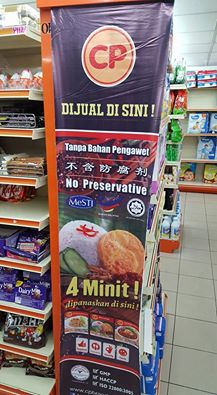 CP
DIJUAL DI SINI !
Tanpa Bahan Pengawet
不含防腐剂
No Preservative
MeSTI
4 Minit !
dipanaskan di sini !
GMP
HACCP
ISO 22000:2005